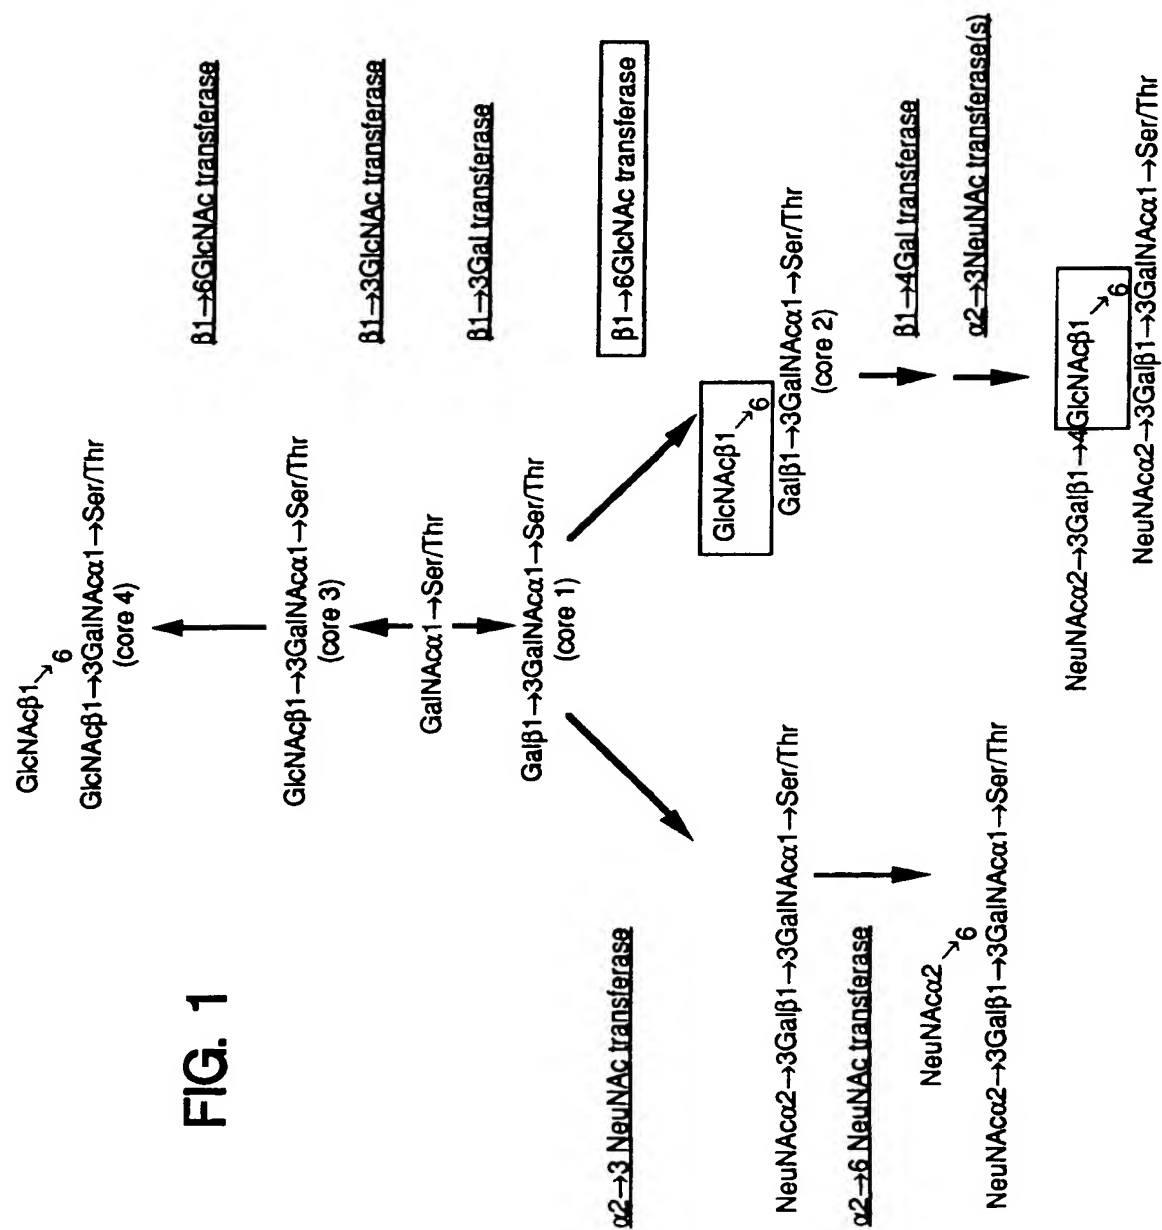 FIG. 1
GlcNAcβ1
→6
GlcNAcβ1→3GalNAcα1→Ser/Thr
(core 4)
β1→6GlcNAc transferase
GlcNAcβ1→3GalNAcα1→Ser/Thr
(core 3)
β1→3GlcNAc transferase
GalNAcα1→Ser/Thr
β1→3Gal transferase
Galβ1→3GalNAcα1→Ser/Thr
(core 1)
α2→3 NeuNAc transferase
β1→6GlcNAc transferase
GlcNAcβ1
→6
Galβ1→3GalNAcα1→Ser/Thr
(core 2)
NeuNAcα2→3Galβ1→3GalNAcα1→Ser/Thr
α2→6 NeuNAc transferase
β1→4Gal transferase
α2→3NeuNAc transferase(s)
NeuNAcα2
→6
NeuNAcα2→3Galβ1→3GalNAcα1→Ser/Thr
NeuNAcα2→3Galβ1→4GlcNAcβ1
→6
NeuNAcα2→3Galβ1→3GalNAcα1→Ser/Thr